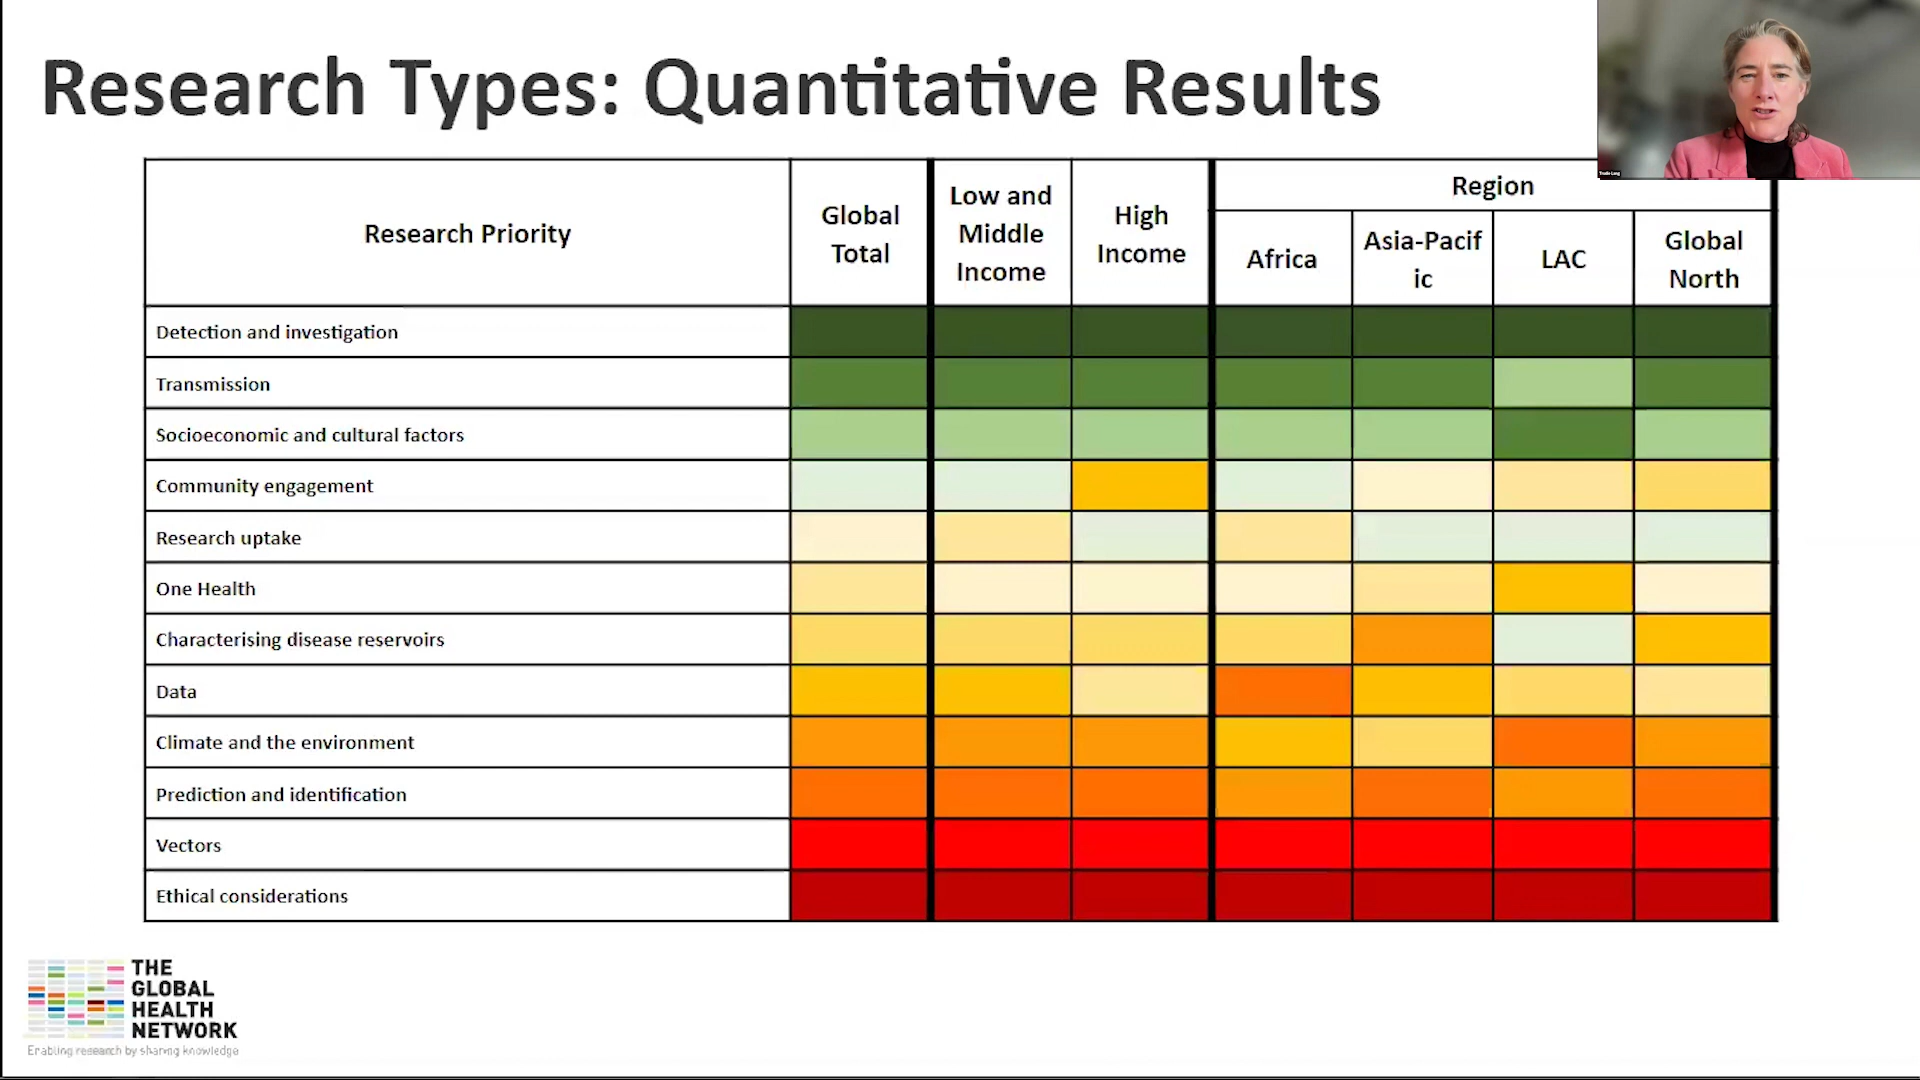 Research Types: Quantitative Results
Research Priority
Global
Total
Low and
Middle
Income
High
Income
Region
Africa
Asia-Pacif
ic
LAC
Global
North
Detection and investigation
Transmission
Socioeconomic and cultural factors
Community engagement
Research uptake
One Health
Characterising disease reservoirs
Data
Climate and the environment
Prediction and identification
Vectors
Ethical considerations
THE
GLOBAL
HEALTH
NETWORK
Enabling research by sharing knowledge